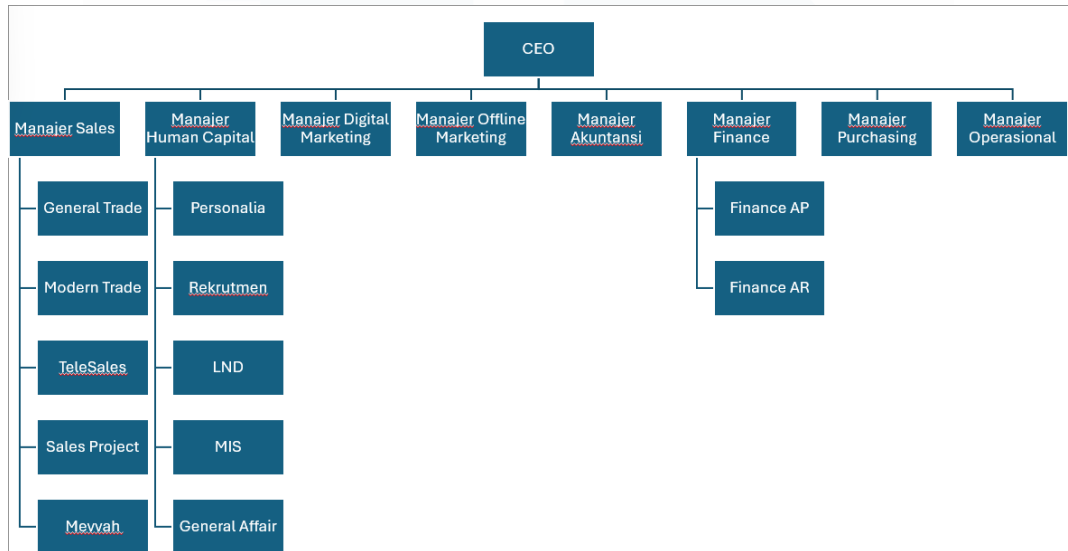 CEO
Manajer Sales
Manajer
Human Capital
Manajer Digital
Marketing
Manajer Offline
Marketing
Manajer
Akuntansi
Manajer
Finance
Manajer
Purchasing
Manajer
Operasional
General Trade
Personalia
Finance AP
Modern Trade
Rekrutmen
Finance AR
TeleSales
LND
Sales Project
MIS
Mevvah
General Affair